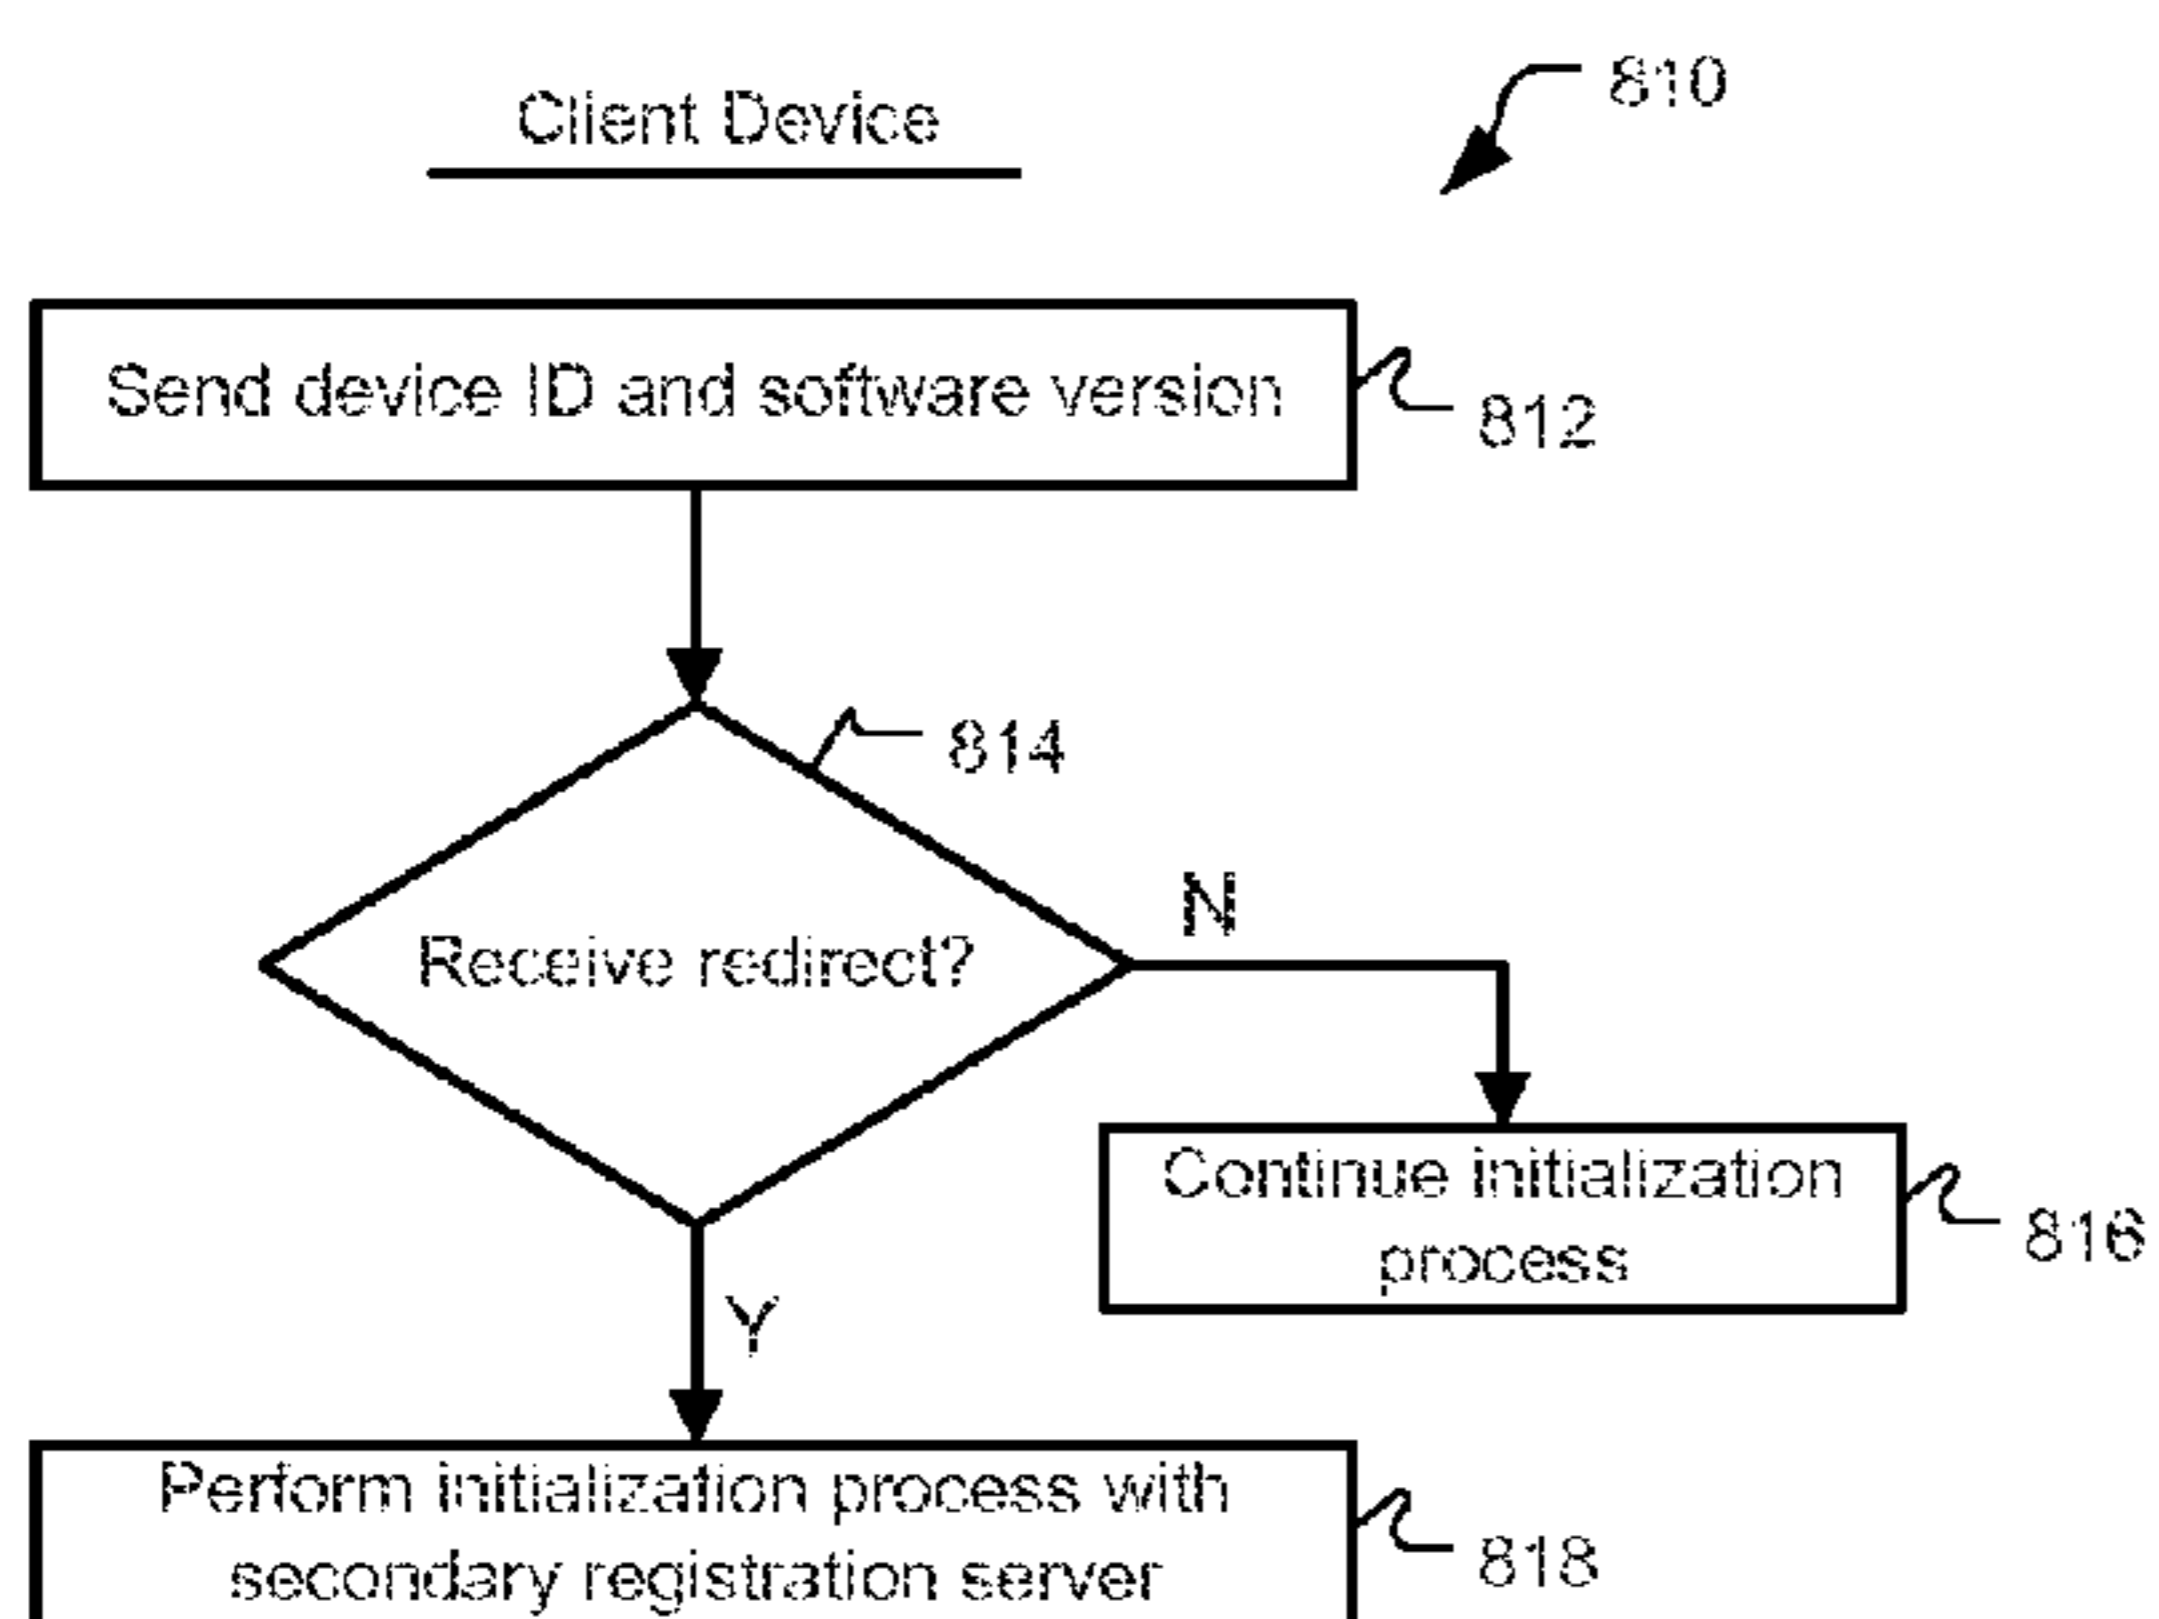 810
Client Device
Send device ID and software version
812
814
Receive redirect?
N
Continue initialization
process
816
Y
Perform initialization process with
secondary registration server
818